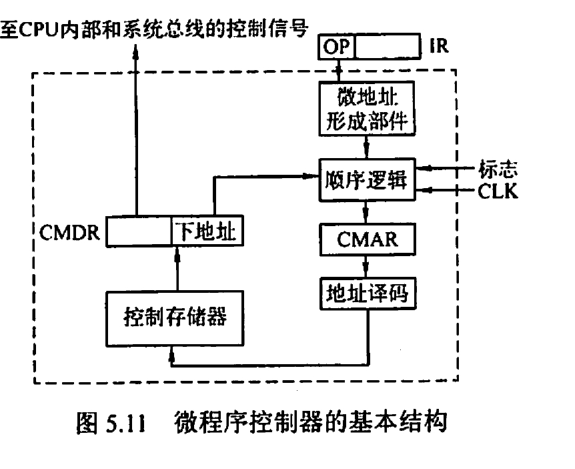 至CPU内部和系统总线的控制信号
OP
IR
微地址
形成部件
顺序逻辑
标志
CLK
CMDR
下地址
CMAR
地址译码
控制存储器
图 5.11 微程序控制器的基本结构